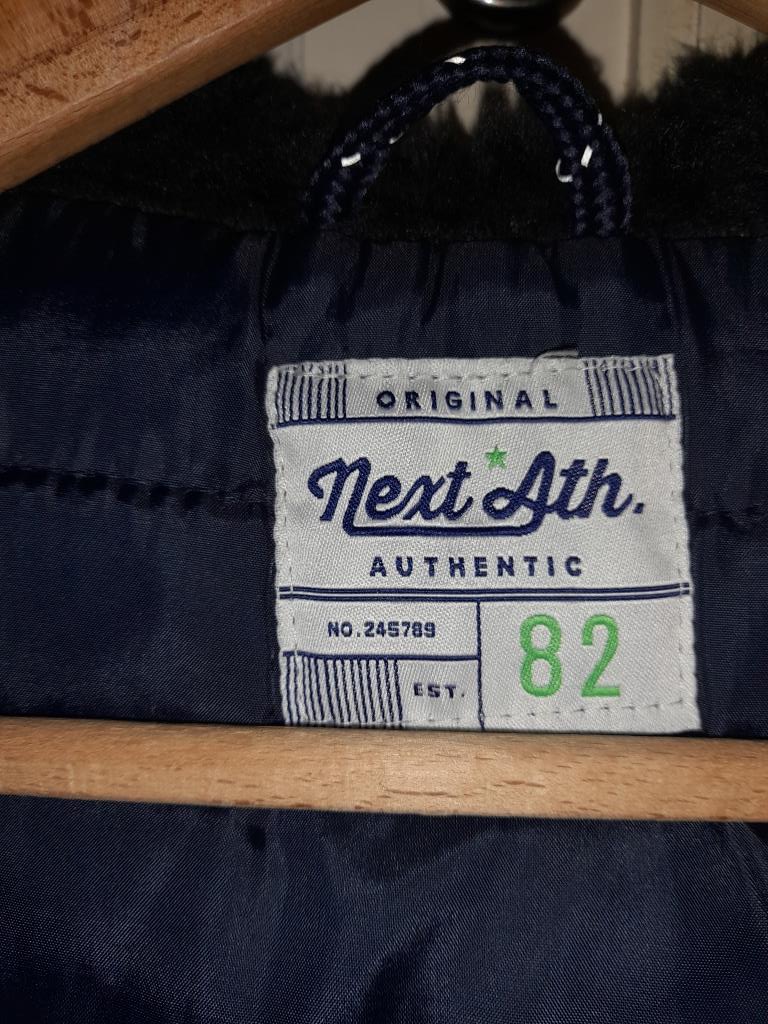 ORIGINAL
Next Ath.
AUTHENTIC
NO.245789
82
EST.